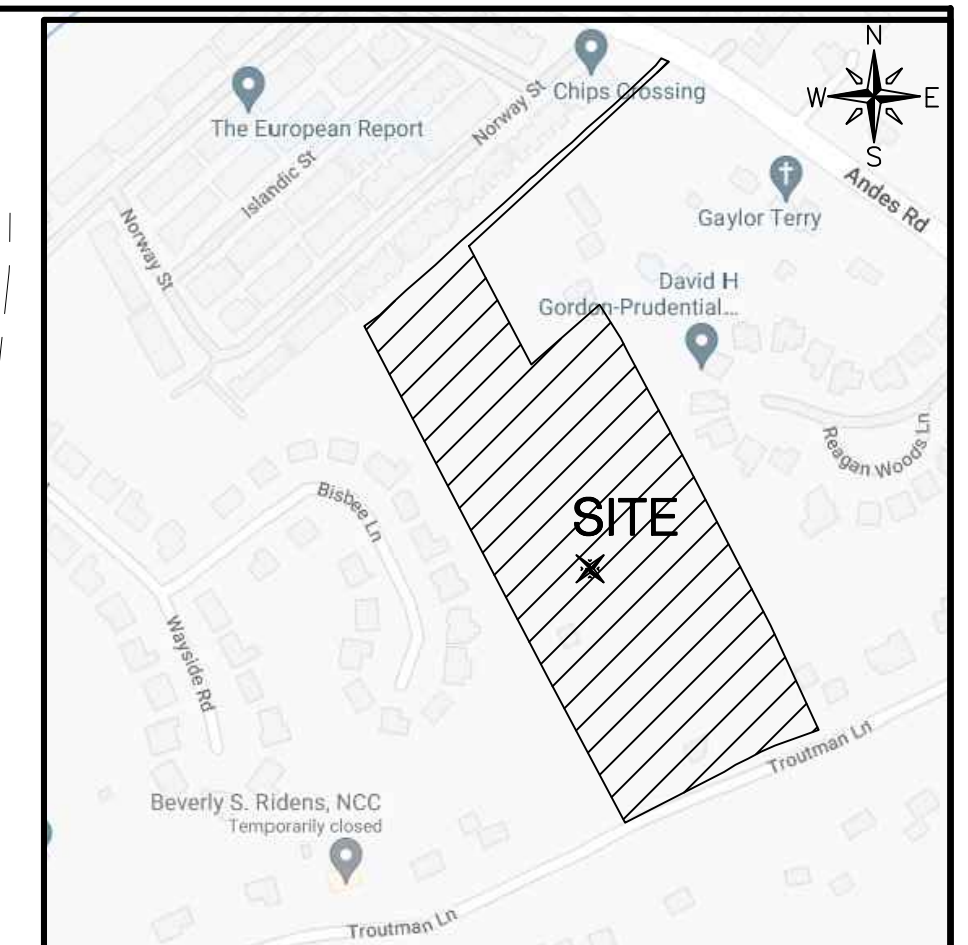 N
W E
S
Chips Crossing
The European Report
Norway St
Islandic St
Andes Rd
Gaylor Terry
Norway St
David H
Gordon-Prudential...
Reagan Woods Ln
Bisbee Ln
SITE
Wayside Rd
Troutman Ln
Beverly S. Ridens, NCC
Temporarily closed
Troutman Ln